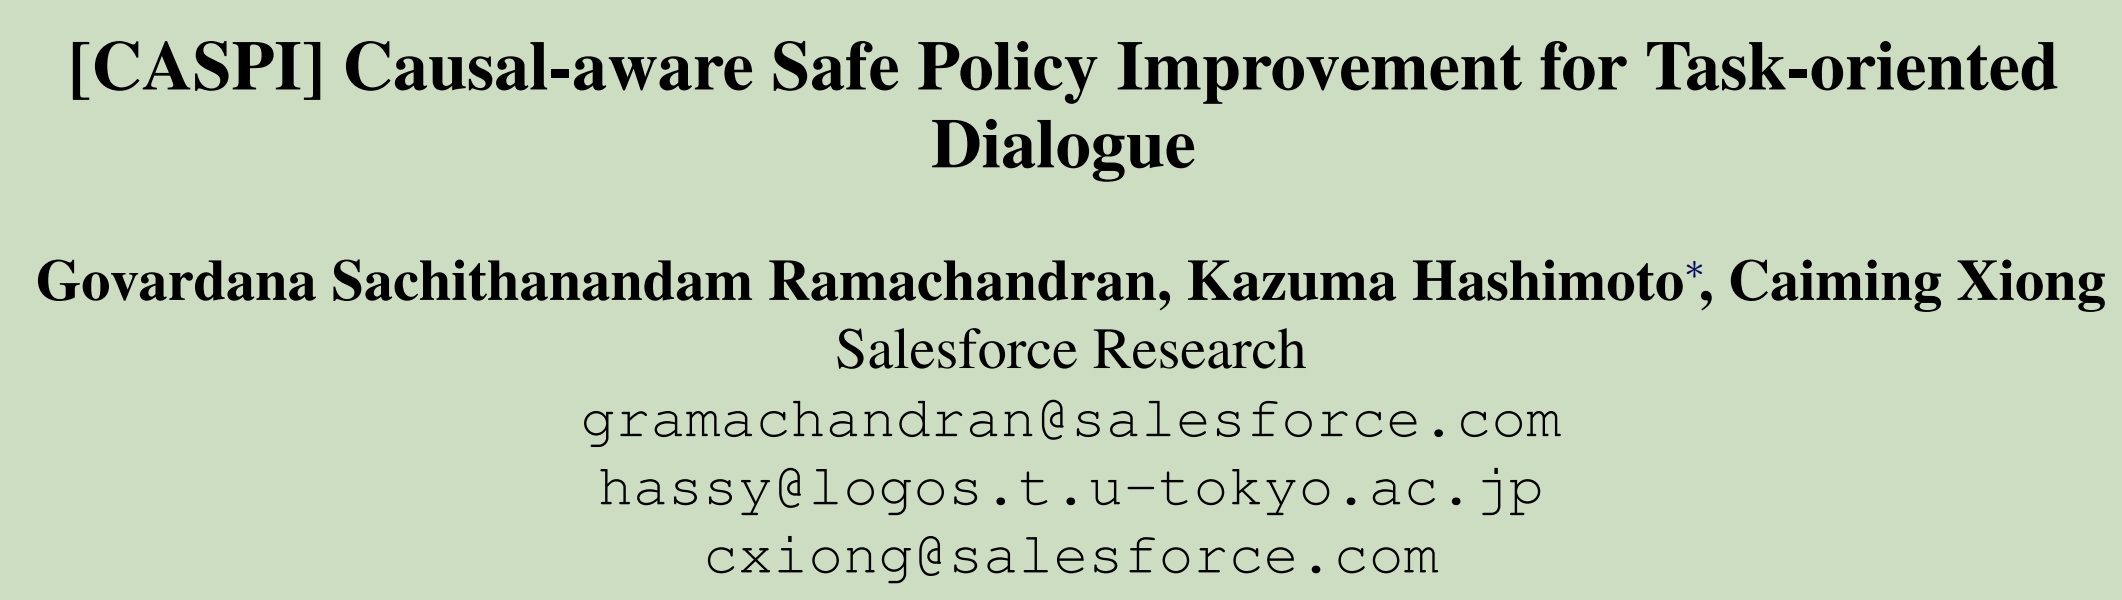 [CASPI] Causal-aware Safe Policy Improvement for Task-oriented
Dialogue
Govardana Sachithanandam Ramachandran, Kazuma Hashimoto*, Caiming Xiong
Salesforce Research
gramachandran@salesforce.com
hassy@logos.t.u-tokyo.ac.jp
cxiong@salesforce.com